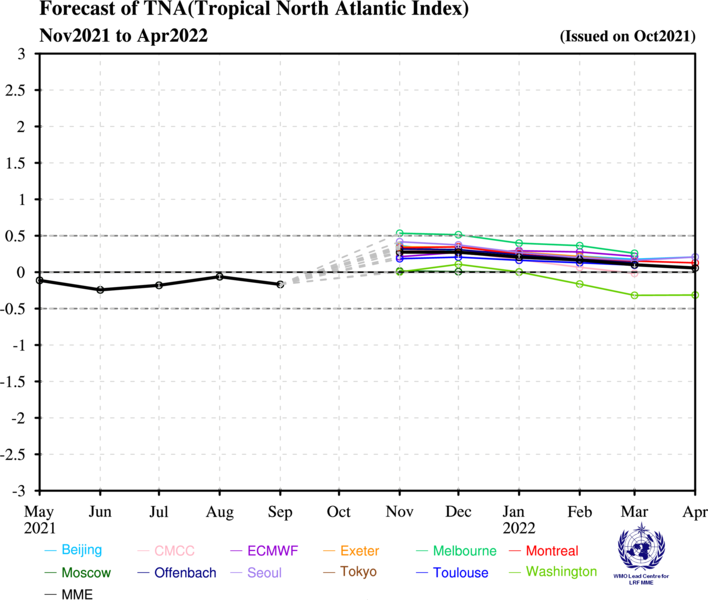 Forecast of TNA(Tropical North Atlantic Index)
Nov2021 to Apr2022 (Issued on Oct2021)
3
2.5
2
1.5
1
0.5
0
-0.5
-1
-1.5
-2
-2.5
-3
May Jun Jul Aug Sep Oct Nov Dec Jan Feb Mar Apr
2021 2022
Beijing CMCC ECMWF Exeter Melbourne Montreal
Moscow Offenbach Seoul Tokyo Toulouse Washington
MME
WMO Lead Centre for
LRF MME